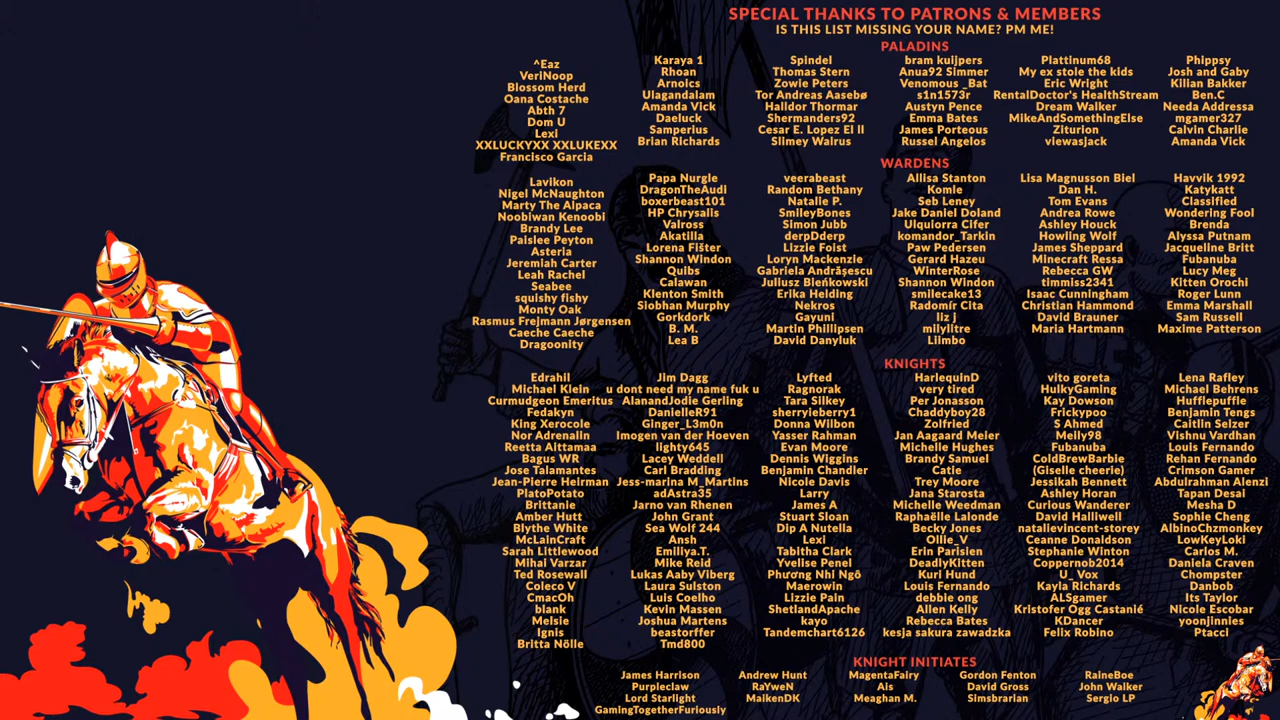 SPECIAL THANKS TO PATRONS & MEMBERS
IS THIS LIST MISSING YOUR NAME? PM ME!
PALADINS
^Eaz
VeriNoop
Blossom Herd
Oana Costache
Abth 7
Dom U
Lexi
XXLUCKYXX XXLUKEXX
Francisco Garcia
Karaya 1
Rhoan
Arnoics
Ulagandalam
Amanda Vick
Daeluck
Samperius
Brian Richards
Spindel
Thomas Stern
Zowie Peters
Tor Andreas Aasebø
Halldor Thormar
Shermanders92
Cesar E. Lopez El II
Silmey Walrus
bram kuijpers
Anua92 Simmer
Venomous _Bat
s1n1573r
Austyn Pence
Emma Bates
James Porteous
Russel Angelos
Plattinum68
My ex stole the kids
Eric Wright
RentalDoctor's HealthStream
Dream Walker
MikeAndSomethingElse
Ziturion
viewasjack
Phippsy
Josh and Gaby
Kilian Bakker
Ben.C
Needa Addressa
mgamer327
Calvin Charlie
Amanda Vick
WARDENS
Lavikon
Nigel McNaughton
Marty The Alpaca
Noobiwan Kenoobi
Brandy Lee
Paislee Peyton
Asteria
Jeremiah Carter
Leah Rachel
Seabee
squishy fishy
Monty Oak
Rasmus Frejmann Jørgensen
Caeche Caeche
Dragoonity
Papa Nurgle
DragonTheAudi
boxerbeast101
HP Chrysalis
Valross
Akatilla
Lorena Fišter
Shannon Windon
Quibs
Calawan
Klenton Smith
Siobhan Murphy
Gorkdork
B. M.
Lea B
veerabeast
Random Bethany
Natalie P.
SmileyBones
Simon Jubb
derpDderp
Lizzie Foist
Loryn Mackenzie
Gabriela Andrășescu
Juliusz Bieńkowski
Erika Helding
Nekros
Gayuni
Martin Phillipsen
David Danyluk
Allisa Stanton
Komle
Seb Leney
Jake Daniel Doland
Ulquiorra Cifer
komandor_Tarkin
Paw Pedersen
Gerard Hazeu
WinterRose
Shannon Windon
smilecake13
Radomír Cita
liz j
milylitre
Lilmbo
Lisa Magnusson Biel
Dan H.
Tom Evans
Andrea Rowe
Ashley Houck
Howling Wolf
James Sheppard
Minecraft Ressa
Rebecca GW
timmiss2341
Isaac Cunningham
Christian Hammond
David Brauner
Maria Hartmann
Havvik 1992
Katykatt
Classified
Wondering Fool
Brenda
Alyssa Putnam
Jacqueline Britt
Fubanuba
Lucy Meg
Kitten Orochi
Roger Lunn
Emma Marshall
Sam Russell
Maxime Patterson
KNIGHTS
Edrahil
Michael Klein
Curmudgeon Emeritus
Fedakyn
King Xerocole
Nor Adrenalin
Reetta Aittamaa
Bagus WR
Jose Talamantes
Jean-Pierre Heirman
PlatoPotato
Brittanie
Amber Hutt
Blythe White
McLainCraft
Sarah Littlewood
Mihai Varzar
Ted Rosewall
Coleco V
CmacOh
blank
Melsie
Ignis
Britta Nölle
Jim Dagg
u dont need my name fuk u
AlanandJodie Gerling
DanielleR91
Ginger_L3m0n
Imogen van der Hoeven
lighty645
Lacey Weddell
Carl Bradding
Jess-marina M_Martins
adAstra35
Jarno van Rhenen
John Grant
Sea Wolf 244
Ansh
Emiliya.T.
Mike Reid
Lukas Aaby Viberg
Laura Sulston
Luis Coelho
Kevin Massen
Joshua Martens
beastorffer
Tmd800
Lyfted
Ragnorak
Tara Silkey
sherryieberry1
Donna Wilbon
Yasser Rahman
Evan Moore
Dennis Wiggins
Benjamin Chandler
Nicole Davis
Larry
James A
Stuart Sloan
Dip A Nutella
Lexi
Tabitha Clark
Yvelise Penel
Phương Nhi Ngô
Maerowin
Lizzie Pain
ShetlandApache
kayo
Tandemchart6126
HarlequinD
very tired
Per Jonasson
Chaddyboy28
Zolfried
Jan Aagaard Meier
Michelle Hughes
Brandy Samuel
Catie
Trey Moore
Jana Starosta
Michelle Weedman
Raphaëlle Lalonde
Becky Jones
Ollie_V
Erin Parisien
DeadlyKitten
Kuri Hund
Louis Fernando
debbie ong
Allen Kelly
Rebecca Bates
kesja sakura zawadzka
vito goreta
HulkyGaming
Kay Dowson
Frickypoo
S Ahmed
Melly98
Fubanuba
ColdBrewBarbie
(Giselle cheerie)
Jessikah Bennett
Ashley Horan
Curious Wanderer
David Halliwell
natalievincent-storey
Ceanne Donaldson
Stephanie Winton
Coppernob2014
U_ Vox
Kayla Richards
ALSgamer
Kristofer Ogg Castanié
KDancer
Felix Robino
Lena Rafley
Michael Behrens
Hufflepuffle
Benjamin Tengs
Caitlin Selzer
Vishnu Vardhan
Louis Fernando
Rehan Fernando
Crimson Gamer
Abdulrahman Alenzi
Tapan Desai
Mesha D
Sophie Cheng
AlbinoChzmonkey
LowKeyLoki
Carlos M.
Daniela Craven
Chompster
Danbob
Its Taylor
Nicole Escobar
yoonjinnies
Ptacci
KNIGHT INITIATES
James Harrison
Purpleclaw
Lord Starlight
GamingTogetherFuriously
Andrew Hunt
RaYweN
MaikenDK
MagentaFairy
Ais
Meaghan M.
Gordon Fenton
David Gross
Simsbrarian
RaineBoe
John Walker
Sergio LP